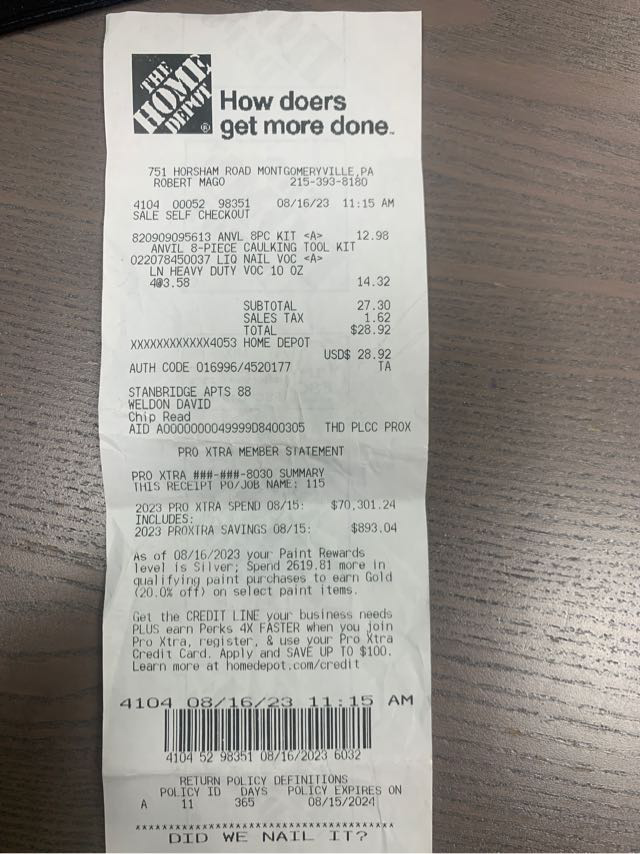 THE
HOME
DEPOT
®
How doers
get more done™
751 HORSHAM ROAD MONTGOMERYVILLE,PA
ROBERT MAGO 215-393-8180
4104 00052 98351 08/16/23 11:15 AM
SALE SELF CHECKOUT
820909095613 ANVL 8PC KIT <A> 12.98
ANVIL 8-PIECE CAULKING TOOL KIT
022078450037 LIQ NAIL VOC <A>
LN HEAVY DUTY VOC 10 OZ
4@3.58 14.32
SUBTOTAL 27.30
SALES TAX 1.62
TOTAL $28.92
XXXXXXXXXXXX4053 HOME DEPOT
USD$ 28.92
AUTH CODE 016996/4520177 TA
STANBRIDGE APTS 88
WELDON DAVID
Chip Read
AID A0000000049999D8400305 THD PLCC PROX
PRO XTRA MEMBER STATEMENT
PRO XTRA ###-###-8030 SUMMARY
THIS RECEIPT PO/JOB NAME: 115
2023 PRO XTRA SPEND 08/15: $70,301.24
INCLUDES:
2023 PROXTRA SAVINGS 08/15: $893.04
As of 08/16/2023 your Paint Rewards
level is Silver; Spend 2619.81 more in
qualifying paint purchases to earn Gold
(20.0% off) on select paint items.
Get the CREDIT LINE your business needs
PLUS earn Perks 4X FASTER when you join
Pro Xtra, register, & use your Pro Xtra
Credit Card. Apply and SAVE UP TO $100.
Learn more at homedepot.com/credit
4104 08/16/23 11:15 AM
4104 52 98351 08/16/2023 6032
RETURN POLICY DEFINITIONS
POLICY ID DAYS POLICY EXPIRES ON
A 11 365 08/15/2024
****************************************
DID WE NAIL IT?